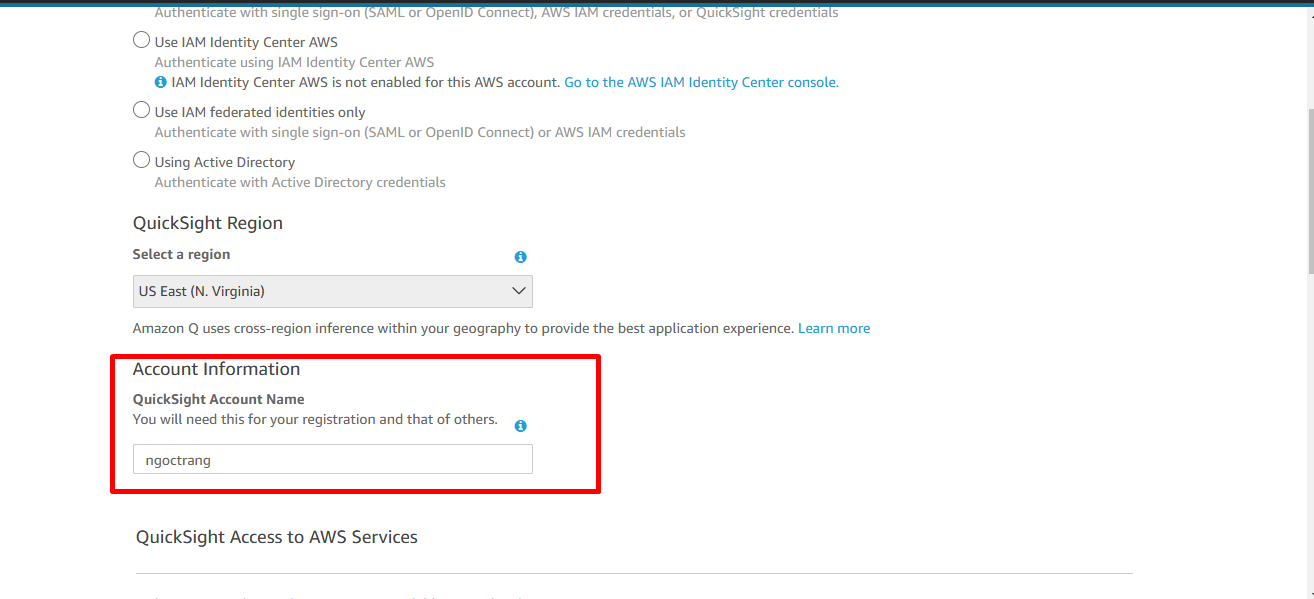 Authenticate with single sign-on (SAML or OpenID Connect), AWS IAM credentials, or QuickSight credentials
Use IAM Identity Center AWS
Authenticate using IAM Identity Center AWS
IAM Identity Center AWS is not enabled for this AWS account. Go to the AWS IAM Identity Center console.
Use IAM federated identities only
Authenticate with single sign-on (SAML or OpenID Connect) or AWS IAM credentials
Using Active Directory
Authenticate with Active Directory credentials
QuickSight Region
Select a region
US East (N. Virginia)
Amazon Q uses cross-region inference within your geography to provide the best application experience. Learn more
Account Information
QuickSight Account Name
You will need this for your registration and that of others.
ngoctrang
QuickSight Access to AWS Services